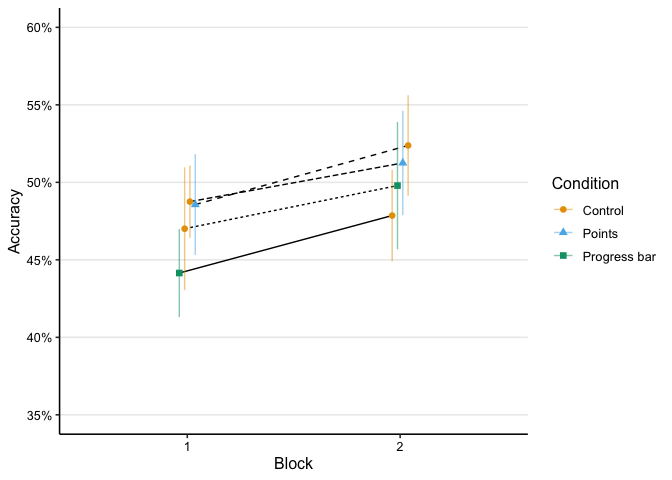 60%
55%
50%
45%
40%
35%
Accuracy
1 2
Block
Condition
Control
Points
Progress bar